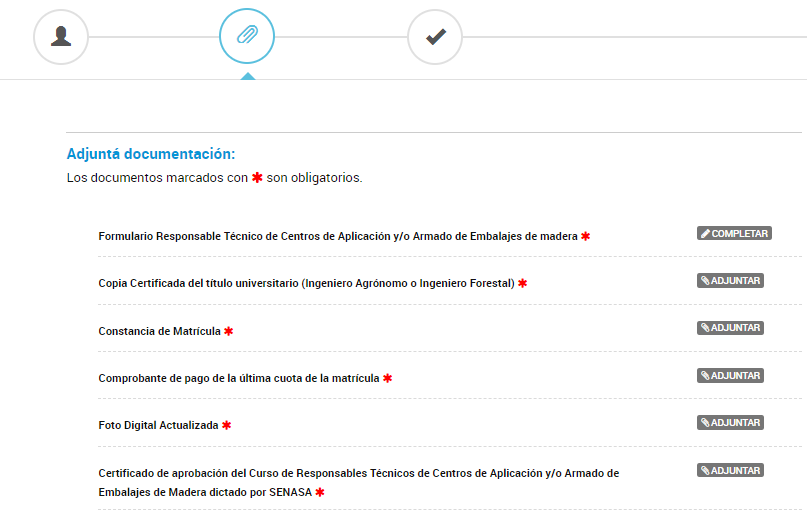 Adjuntá documentación:
Los documentos marcados con ✱ son obligatorios.
Formulario Responsable Técnico de Centros de Aplicación y/o Armado de Embalajes de madera ✱
COMPLETAR
Copia Certificada del título universitario (Ingeniero Agrónomo o Ingeniero Forestal) ✱
ADJUNTAR
Constancia de Matrícula ✱
ADJUNTAR
Comprobante de pago de la última cuota de la matrícula ✱
ADJUNTAR
Foto Digital Actualizada ✱
ADJUNTAR
Certificado de aprobación del Curso de Responsables Técnicos de Centros de Aplicación y/o Armado de
Embalajes de Madera dictado por SENASA ✱
ADJUNTAR